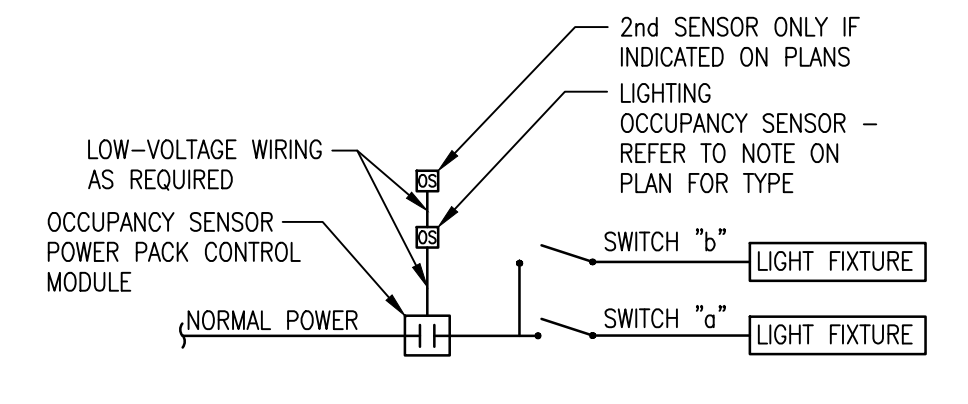 2nd SENSOR ONLY IF
INDICATED ON PLANS
LIGHTING
OCCUPANCY SENSOR –
REFER TO NOTE ON
PLAN FOR TYPE
LOW–VOLTAGE WIRING
AS REQUIRED
OS
OCCUPANCY SENSOR
POWER PACK CONTROL
MODULE
OS
SWITCH "b"
LIGHT FIXTURE
NORMAL POWER
SWITCH "a"
LIGHT FIXTURE